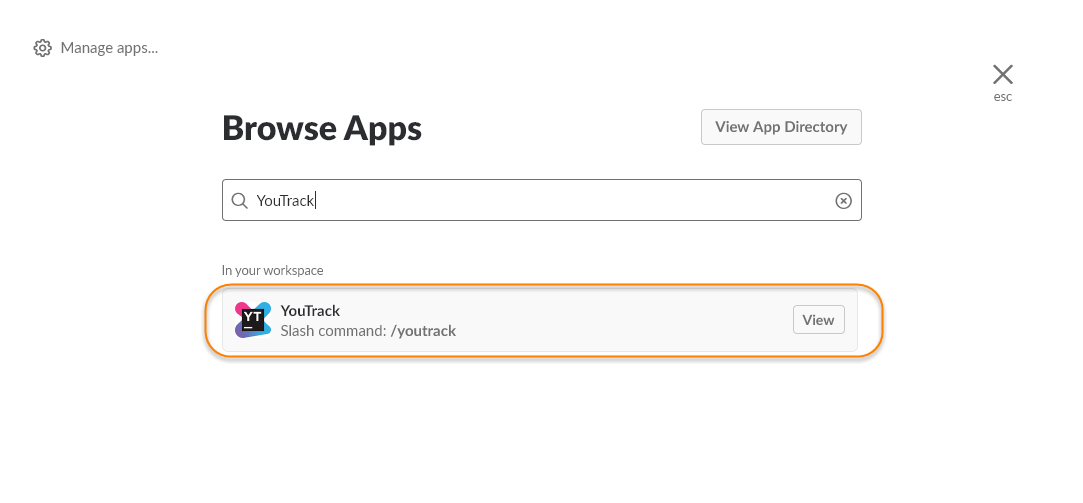 Manage apps...
esc
Browse Apps
View App Directory
YouTrack
In your workspace
YT
YouTrack
Slash command: /youtrack
View